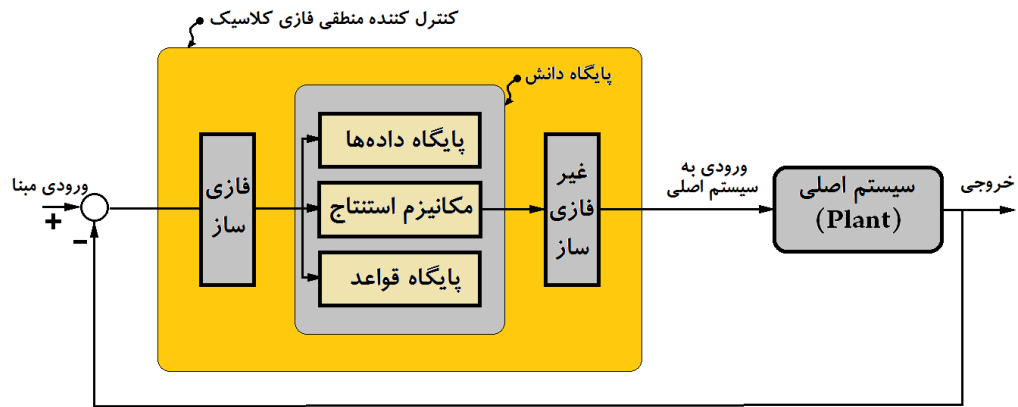 کنترل کننده منطقی فازی کلاسیک
پایگاه دانش
ورودی مبنا
+
−
فازی
ساز
پایگاه داده‌ها
مکانیزم استنتاج
پایگاه قواعد
غیر
فازی
ساز
ورودی به
سیستم اصلی
سیستم اصلی
(Plant)
خروجی